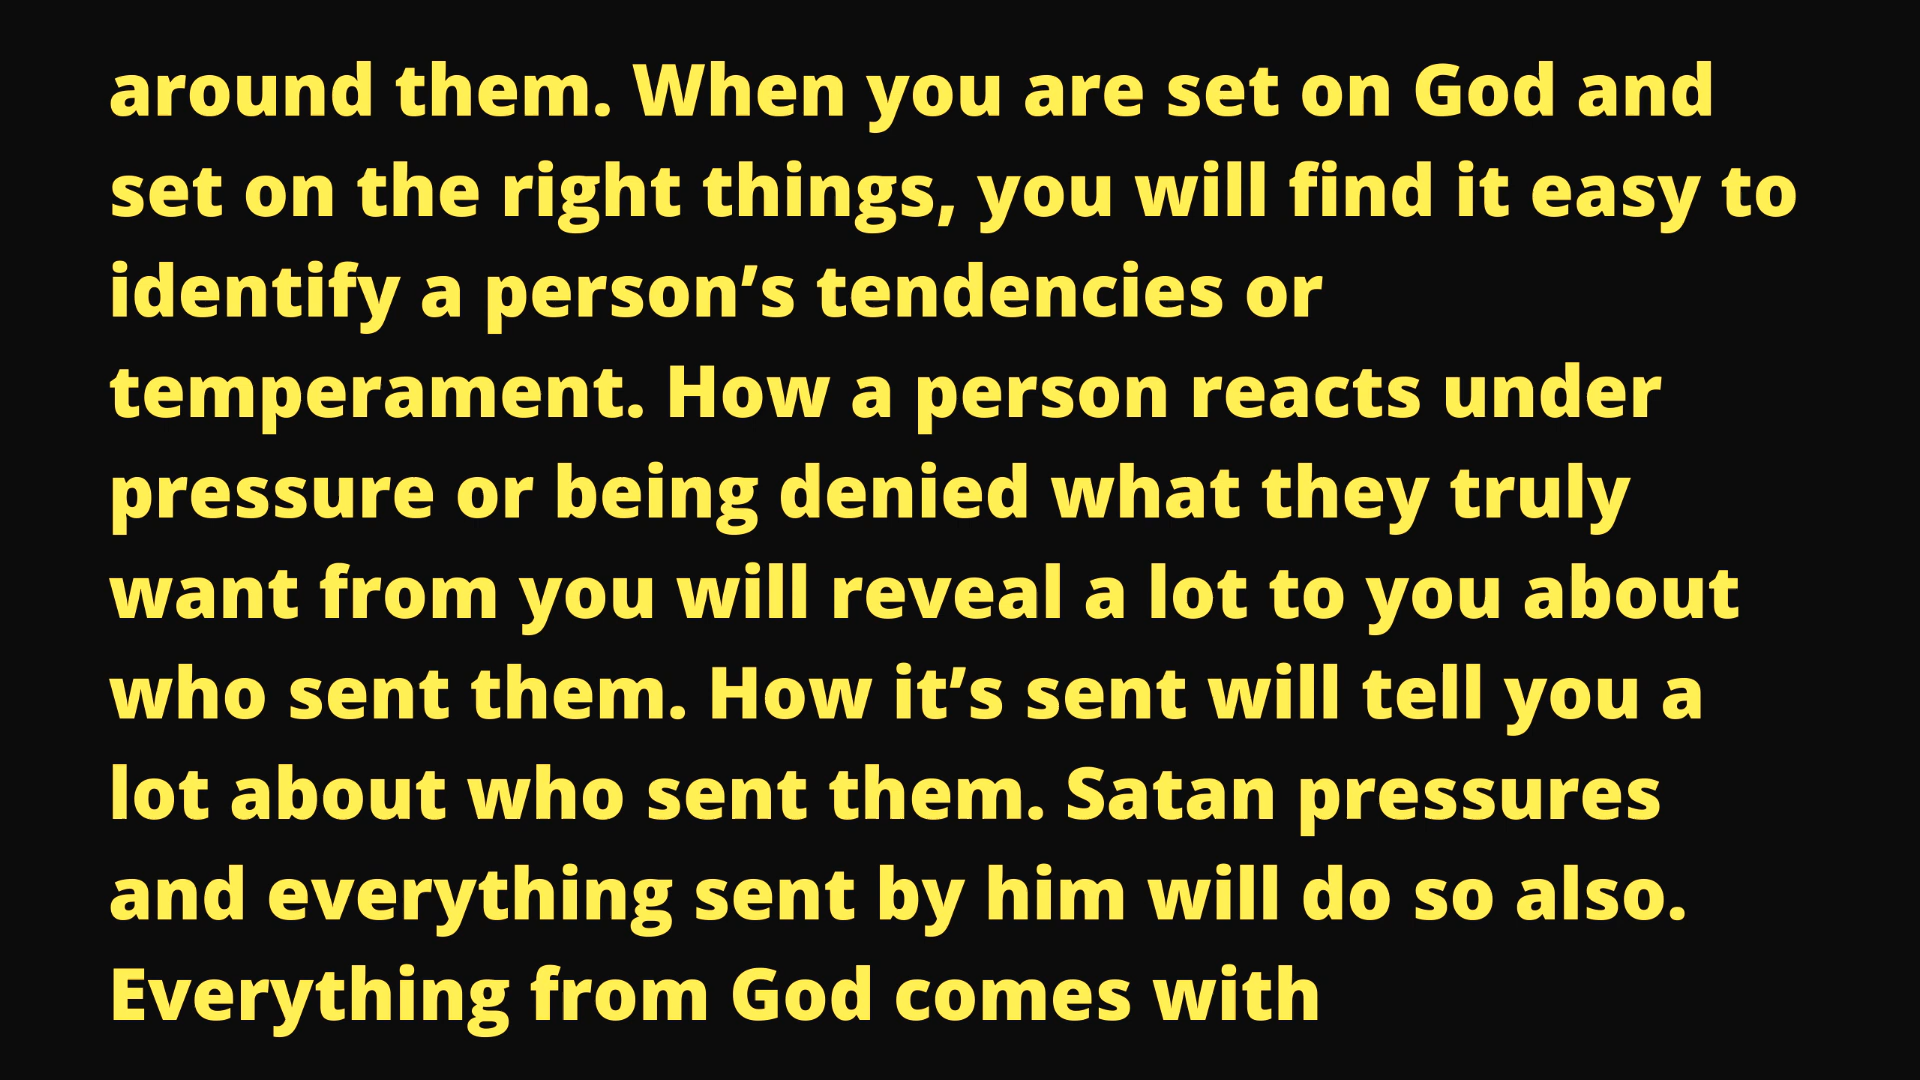 around them. When you are set on God and
set on the right things, you will find it easy to
identify a person’s tendencies or
temperament. How a person reacts under
pressure or being denied what they truly
want from you will reveal a lot to you about
who sent them. How it’s sent will tell you a
lot about who sent them. Satan pressures
and everything sent by him will do so also.
Everything from God comes with